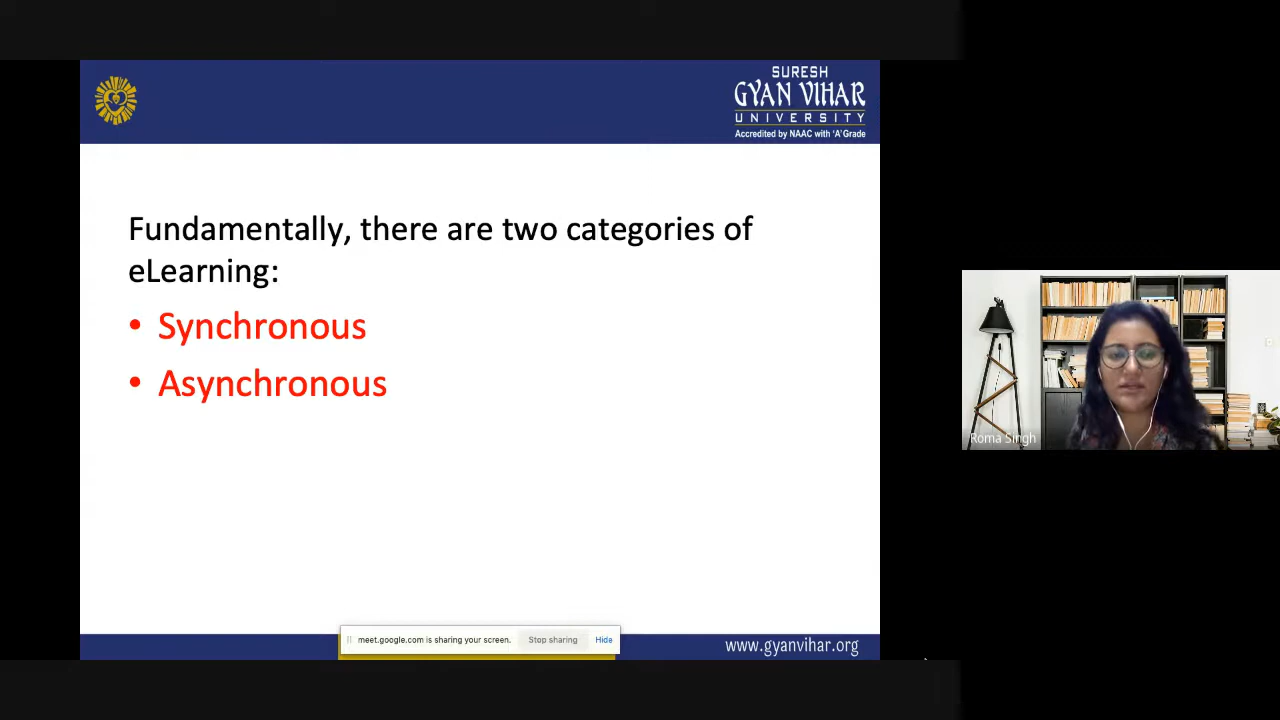 SURESH
GYAN VIHAR
UNIVERSITY
Accredited by NAAC with 'A' Grade
Fundamentally, there are two categories of
eLearning:
• Synchronous
• Asynchronous
Roma Singh
meet.google.com is sharing your screen. Stop sharing Hide
www.gyanvihar.org